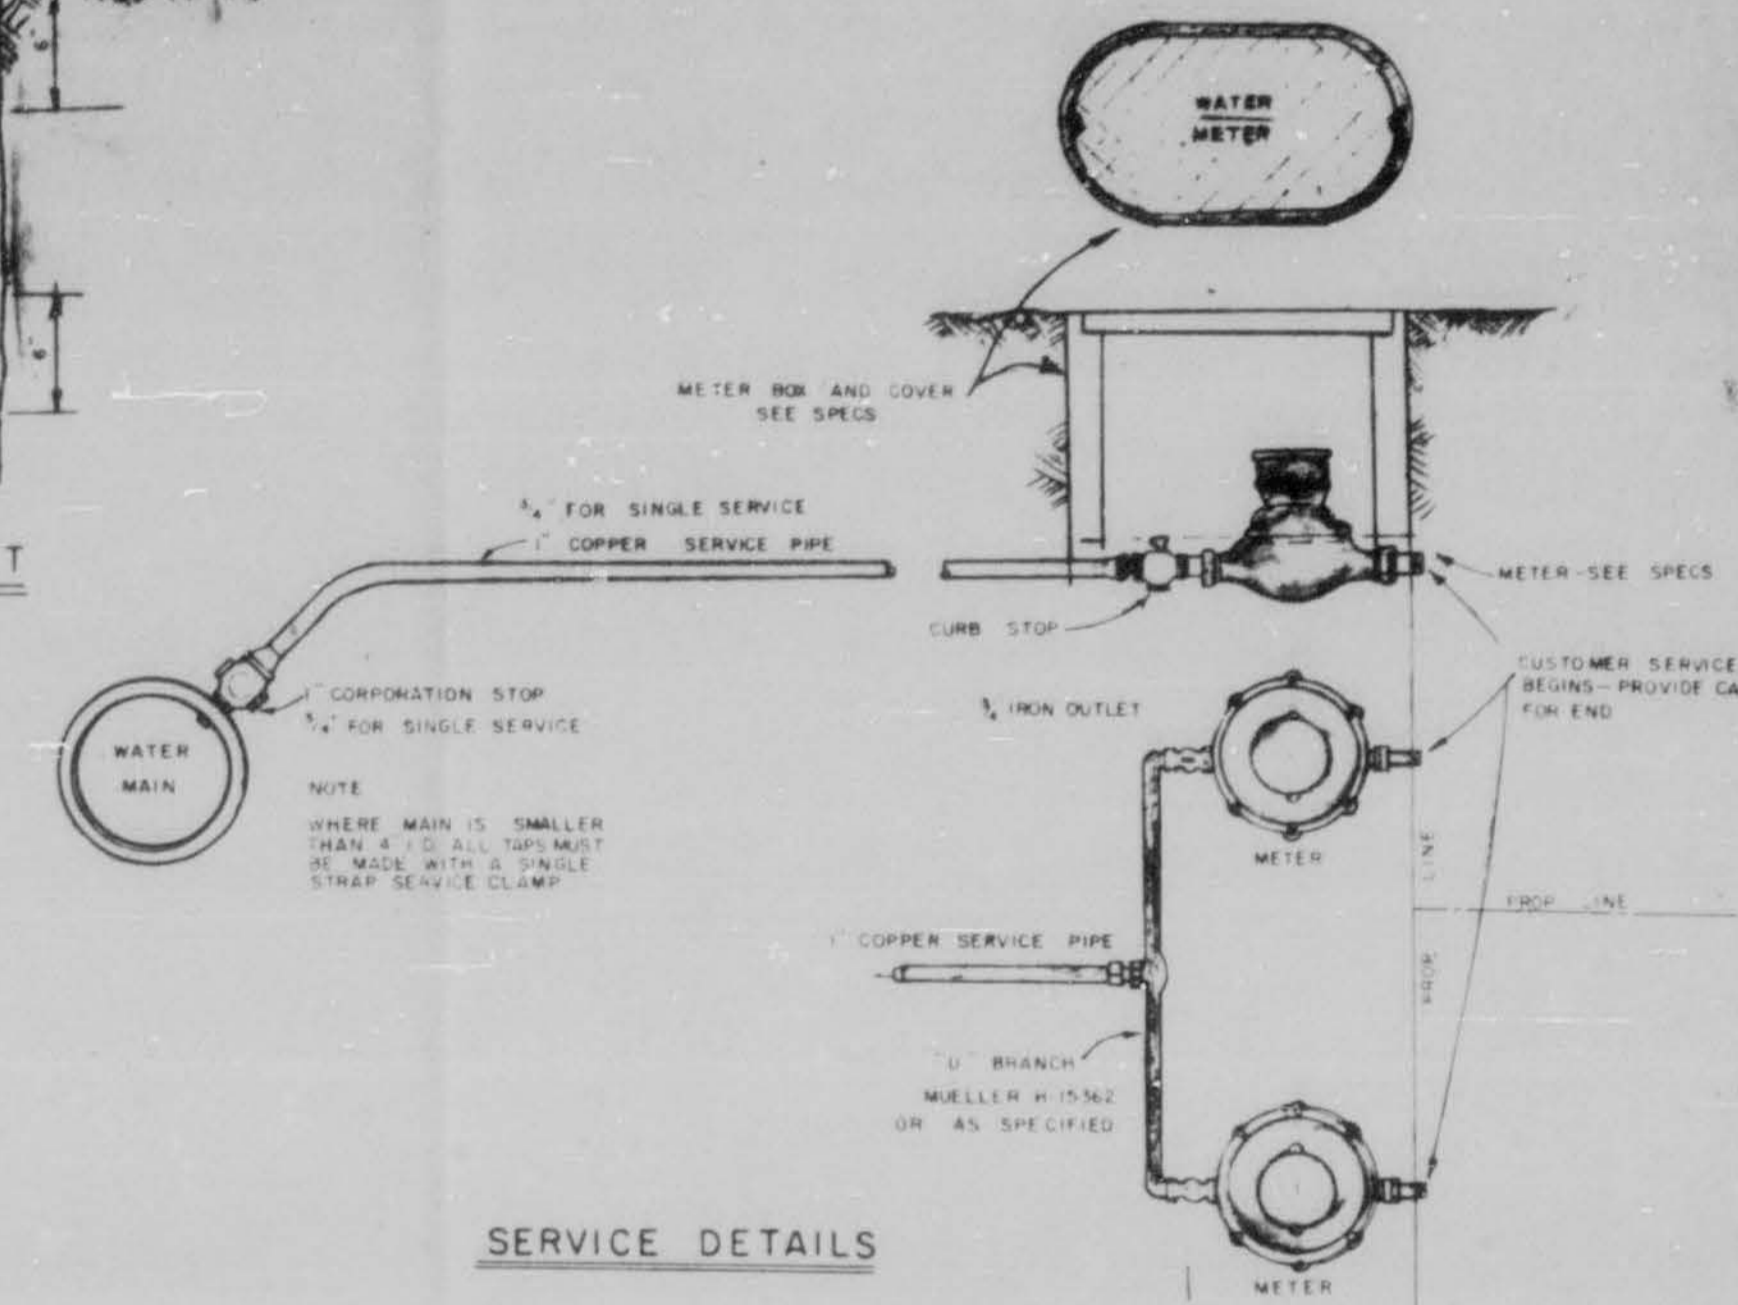 6"
6"
T
WATER
METER
METER BOX AND COVER
SEE SPECS
3/4" FOR SINGLE SERVICE
1" COPPER SERVICE PIPE
CURB STOP
METER-SEE SPECS
CUSTOMER SERVICE
BEGINS—PROVIDE CA
FOR END
1" CORPORATION STOP
3/4" FOR SINGLE SERVICE
WATER
MAIN
NOTE
WHERE MAIN IS SMALLER
THAN 4" I.D. ALL TAPS MUST
BE MADE WITH A SINGLE
STRAP SERVICE CLAMP
3/4 IRON OUTLET
METER
LINE
PROP LINE
1" COPPER SERVICE PIPE
"U" BRANCH
MUELLER H-15362
OR AS SPECIFIED
SERVICE DETAILS
METER